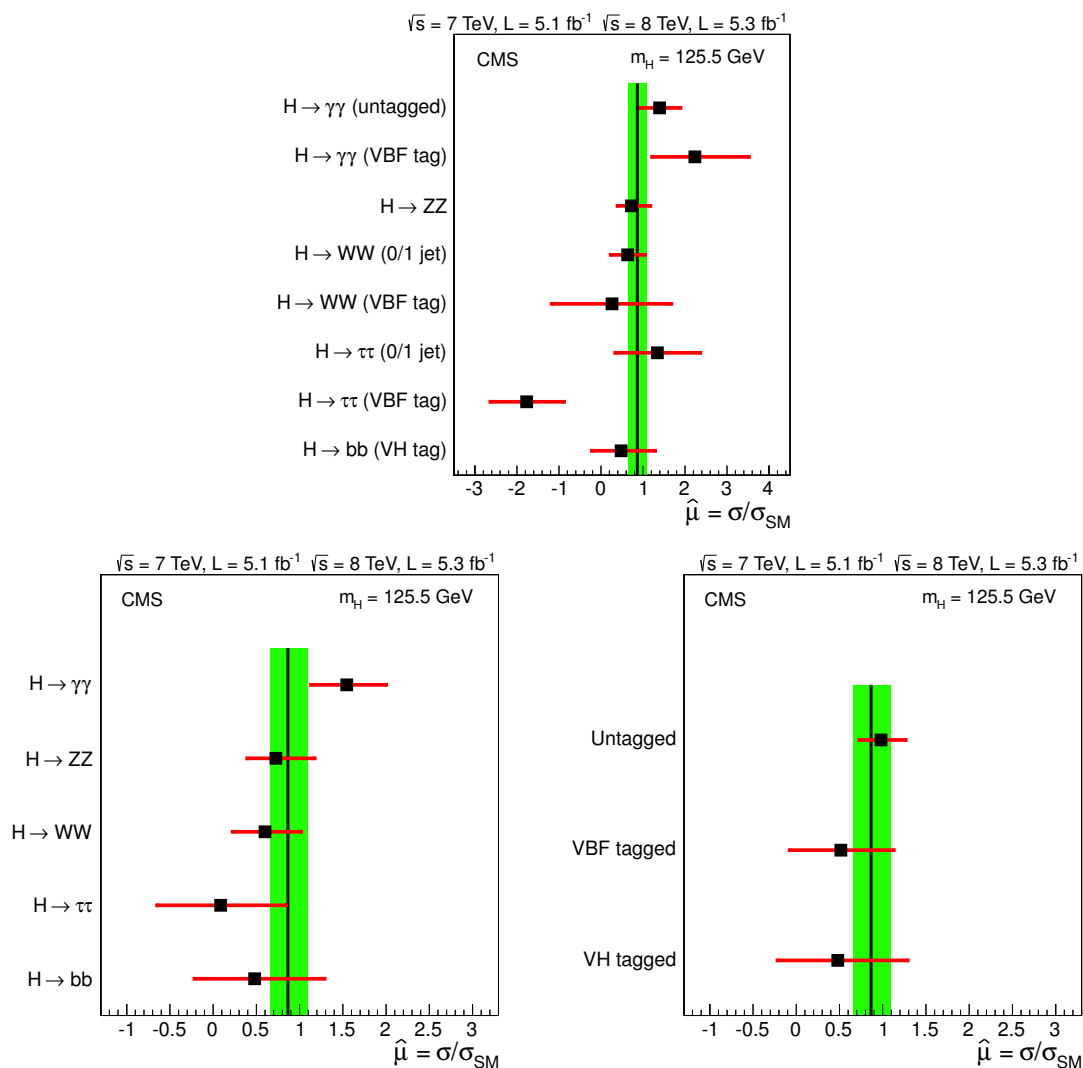 √s = 7 TeV, L = 5.1 fb⁻¹ √s = 8 TeV, L = 5.3 fb⁻¹
CMS m_H = 125.5 GeV
H → γγ (untagged)
H → γγ (VBF tag)
H → ZZ
H → WW (0/1 jet)
H → WW (VBF tag)
H → ττ (0/1 jet)
H → ττ (VBF tag)
H → bb (VH tag)
-3 -2 -1 0 1 2 3 4
μ̂ = σ/σ_SM
√s = 7 TeV, L = 5.1 fb⁻¹ √s = 8 TeV, L = 5.3 fb⁻¹
CMS m_H = 125.5 GeV
H → γγ
H → ZZ
H → WW
H → ττ
H → bb
-1 -0.5 0 0.5 1 1.5 2 2.5 3
μ̂ = σ/σ_SM
√s = 7 TeV, L = 5.1 fb⁻¹ √s = 8 TeV, L = 5.3 fb⁻¹
CMS m_H = 125.5 GeV
Untagged
VBF tagged
VH tagged
-1 -0.5 0 0.5 1 1.5 2 2.5 3
μ̂ = σ/σ_SM